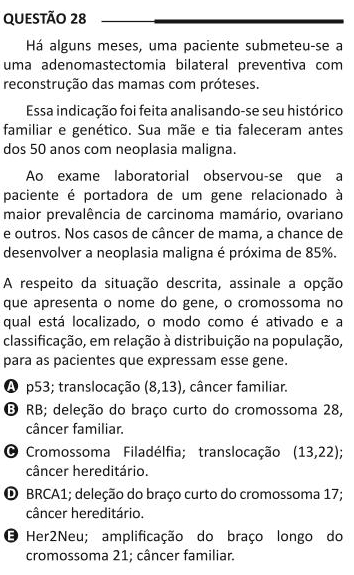 QUESTÃO 28
Há alguns meses, uma paciente submeteu-se a
uma adenomastectomia bilateral preventiva com
reconstrução das mamas com próteses.
Essa indicação foi feita analisando-se seu histórico
familiar e genético. Sua mãe e tia faleceram antes
dos 50 anos com neoplasia maligna.
Ao exame laboratorial observou-se que a
paciente é portadora de um gene relacionado à
maior prevalência de carcinoma mamário, ovariano
e outros. Nos casos de câncer de mama, a chance de
desenvolver a neoplasia maligna é próxima de 85%.
A respeito da situação descrita, assinale a opção
que apresenta o nome do gene, o cromossoma no
qual está localizado, o modo como é ativado e a
classificação, em relação à distribuição na população,
para as pacientes que expressam esse gene.
A p53; translocação (8,13), câncer familiar.
B RB; deleção do braço curto do cromossoma 28,
câncer familiar.
C Cromossoma Filadélfia; translocação (13,22);
câncer hereditário.
D BRCA1; deleção do braço curto do cromossoma 17;
câncer hereditário.
E Her2Neu; amplificação do braço longo do
cromossoma 21; câncer familiar.